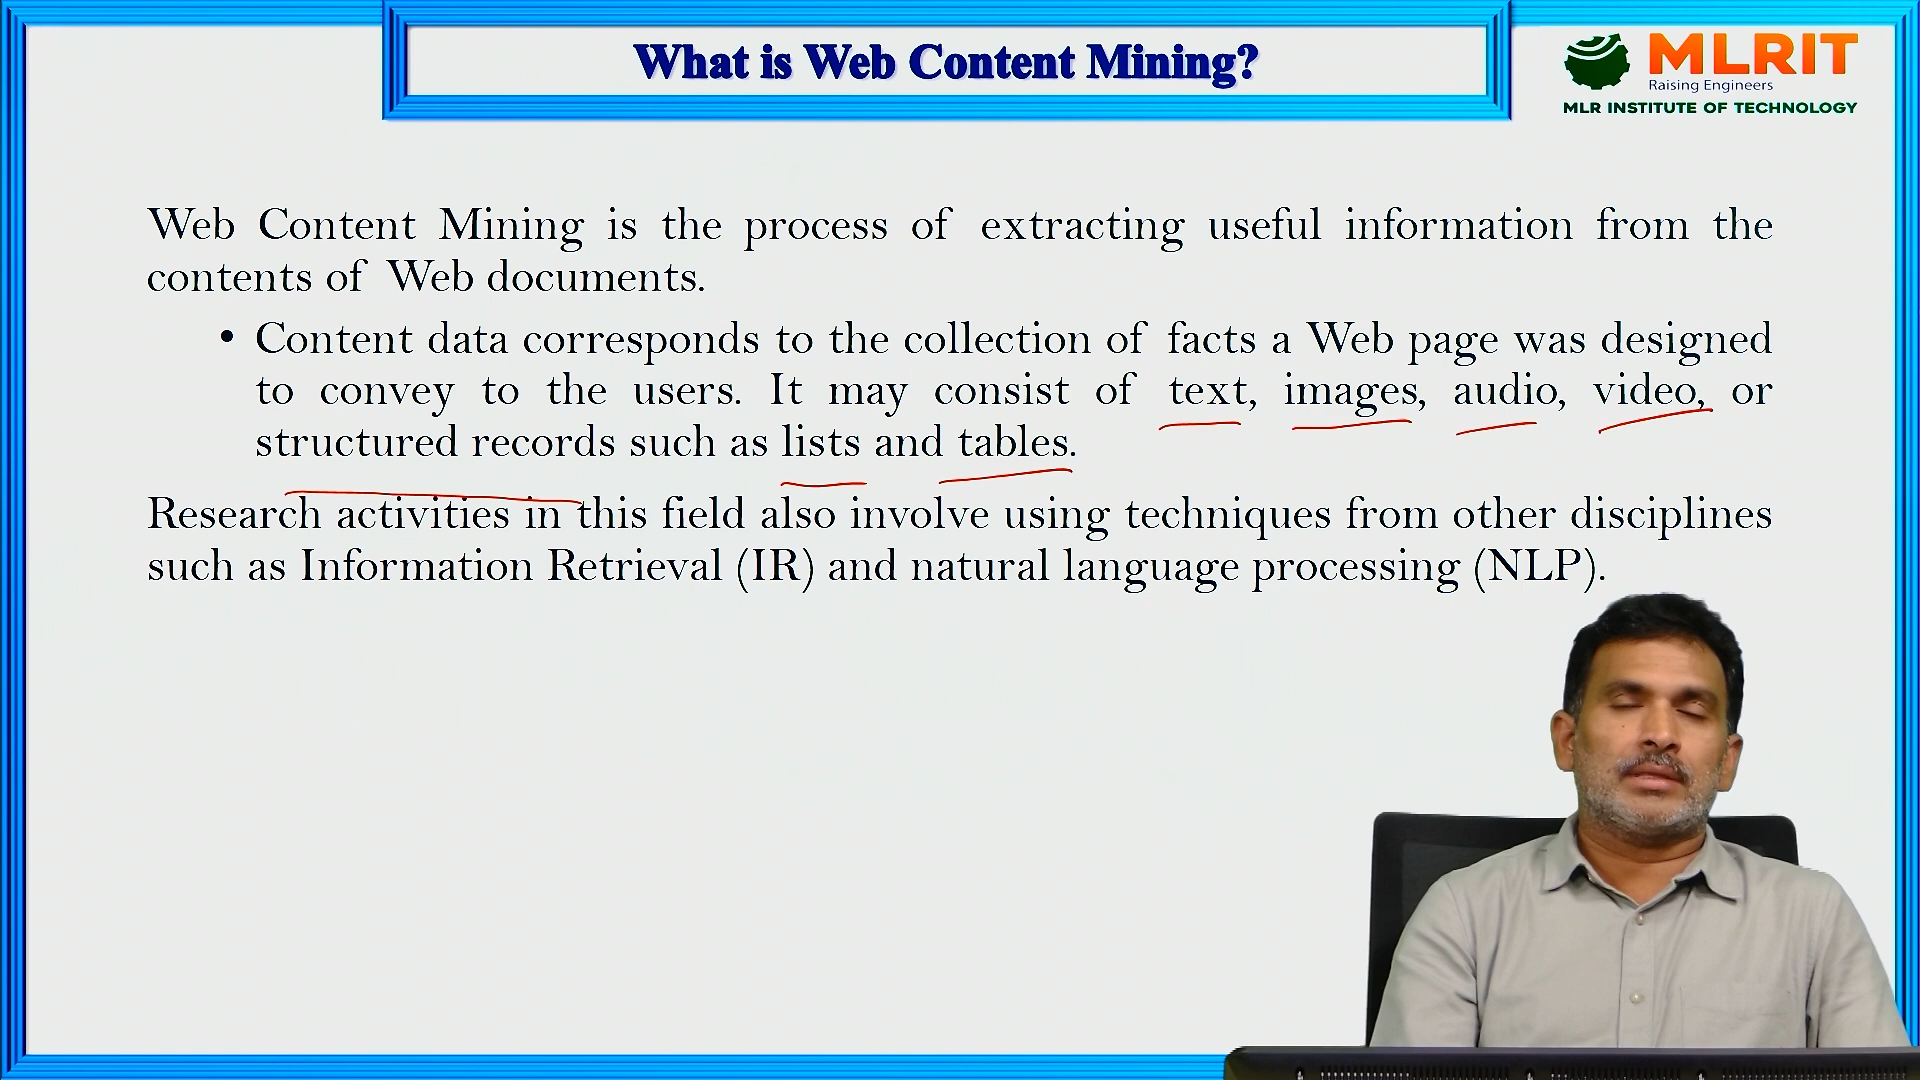 What is Web Content Mining?
MLRIT
Raising Engineers
MLR INSTITUTE OF TECHNOLOGY
Web Content Mining is the process of extracting useful information from the
contents of Web documents.
• Content data corresponds to the collection of facts a Web page was designed
to convey to the users. It may consist of text, images, audio, video, or
structured records such as lists and tables.
Research activities in this field also involve using techniques from other disciplines
such as Information Retrieval (IR) and natural language processing (NLP).